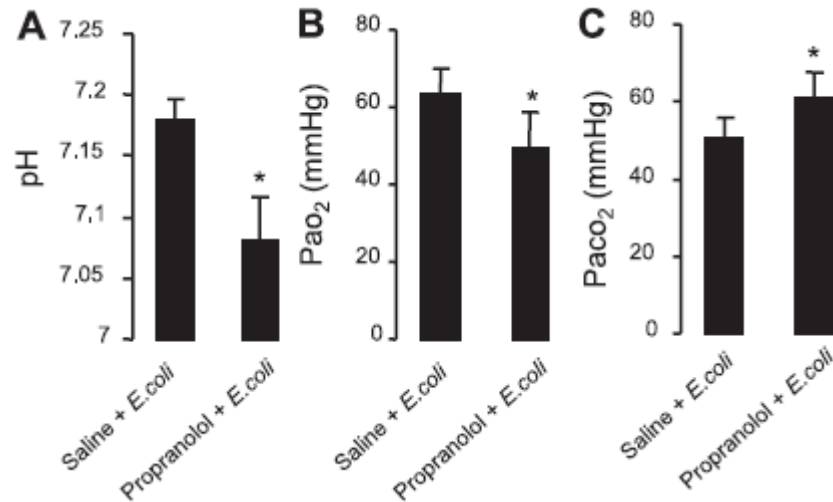 A
pH
7.25
7.2
7.15
7.1
7.05
7
*
Saline + E.coli
Propranolol + E.coli
B
Pao2 (mmHg)
80
60
40
20
0
*
Saline + E.coli
Propranolol + E.coli
C
Paco2 (mmHg)
80
60
40
20
0
*
Saline + E.coli
Propranolol + E.coli